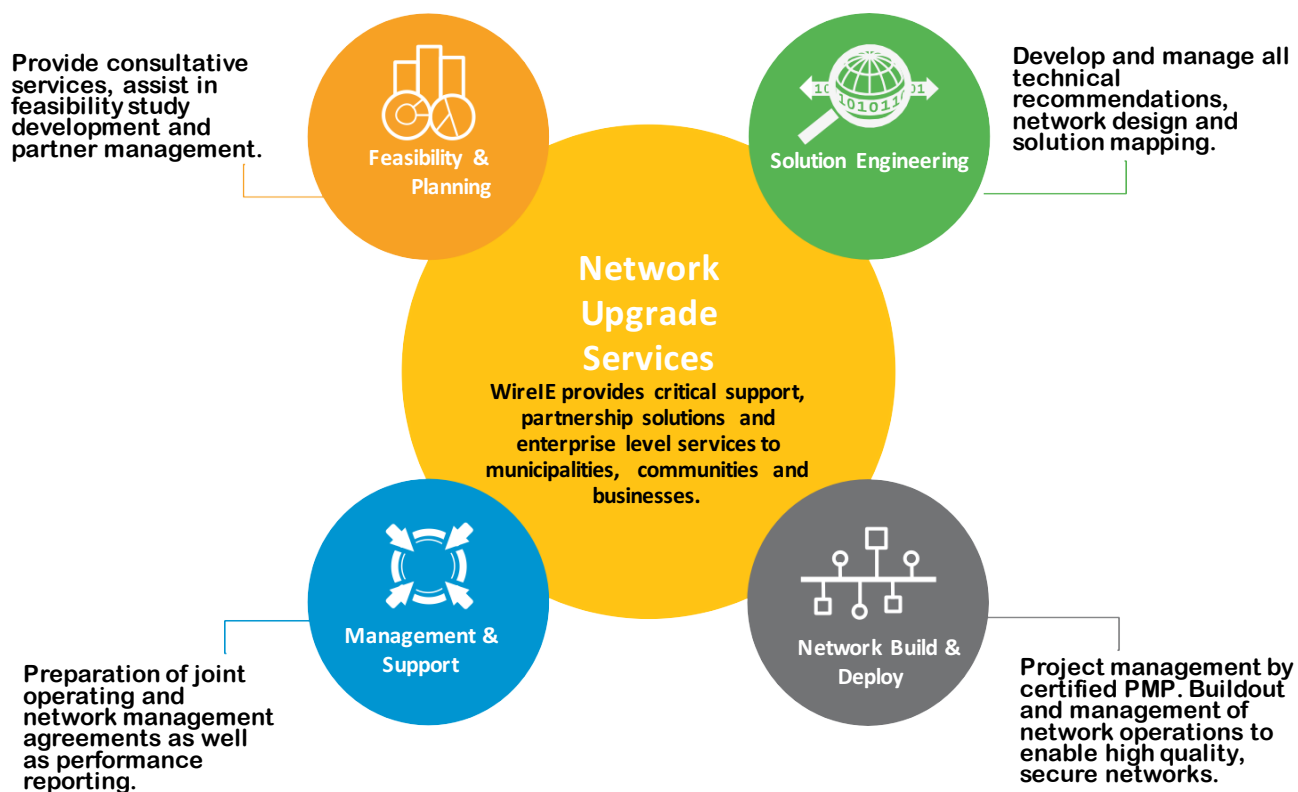 Provide consultative
services, assist in
feasibility study
development and
partner management.
Feasibility &
Planning
10 01
101011
Solution Engineering
Develop and manage all
technical
recommendations,
network design and
solution mapping.
Network
Upgrade
Services
WireIE provides critical support,
partnership solutions and
enterprise level services to
municipalities, communities and
businesses.
Management &
Support
Preparation of joint
operating and
network management
agreements as well
as performance
reporting.
Network Build &
Deploy
Project management by
certified PMP. Buildout
and management of
network operations to
enable high quality,
secure networks.